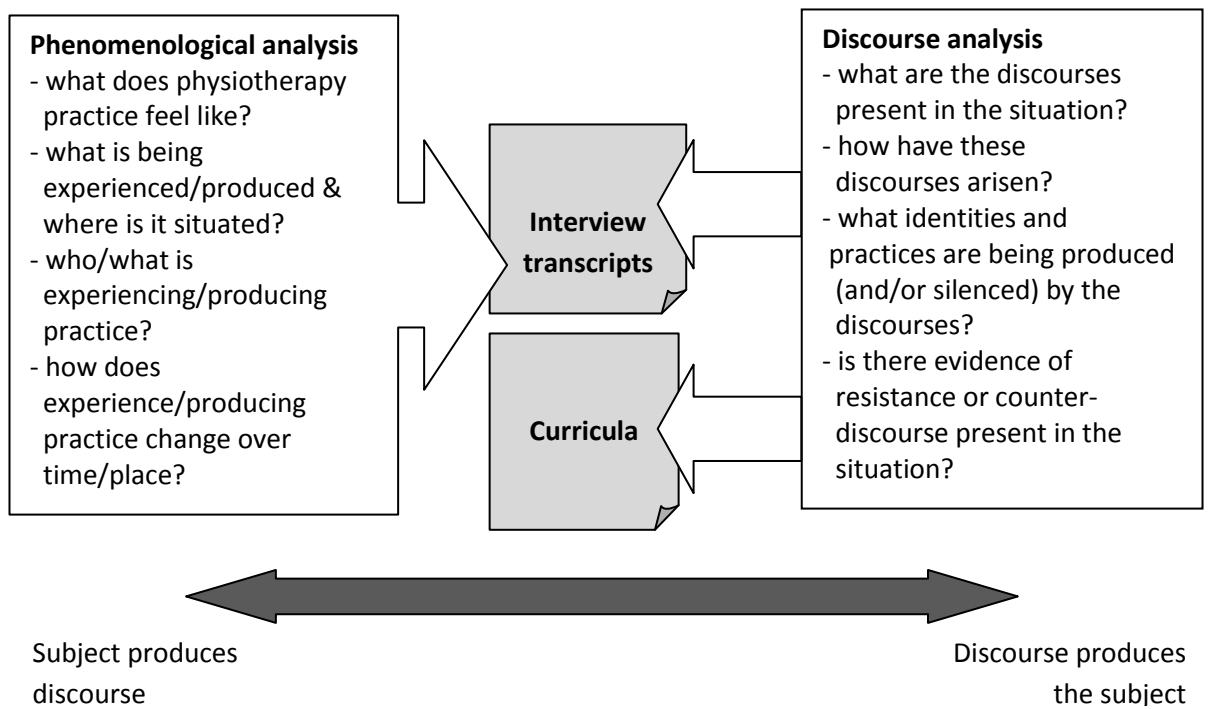 Phenomenological analysis
- what does physiotherapy
practice feel like?
- what is being
experienced/produced &
where is it situated?
- who/what is
experiencing/producing
practice?
- how does
experience/producing
practice change over
time/place?
Interview
transcripts
Curricula
Discourse analysis
- what are the discourses
present in the situation?
- how have these
discourses arisen?
- what identities and
practices are being produced
(and/or silenced) by the
discourses?
- is there evidence of
resistance or counter-
discourse present in the
situation?
Subject produces
discourse
Discourse produces
the subject